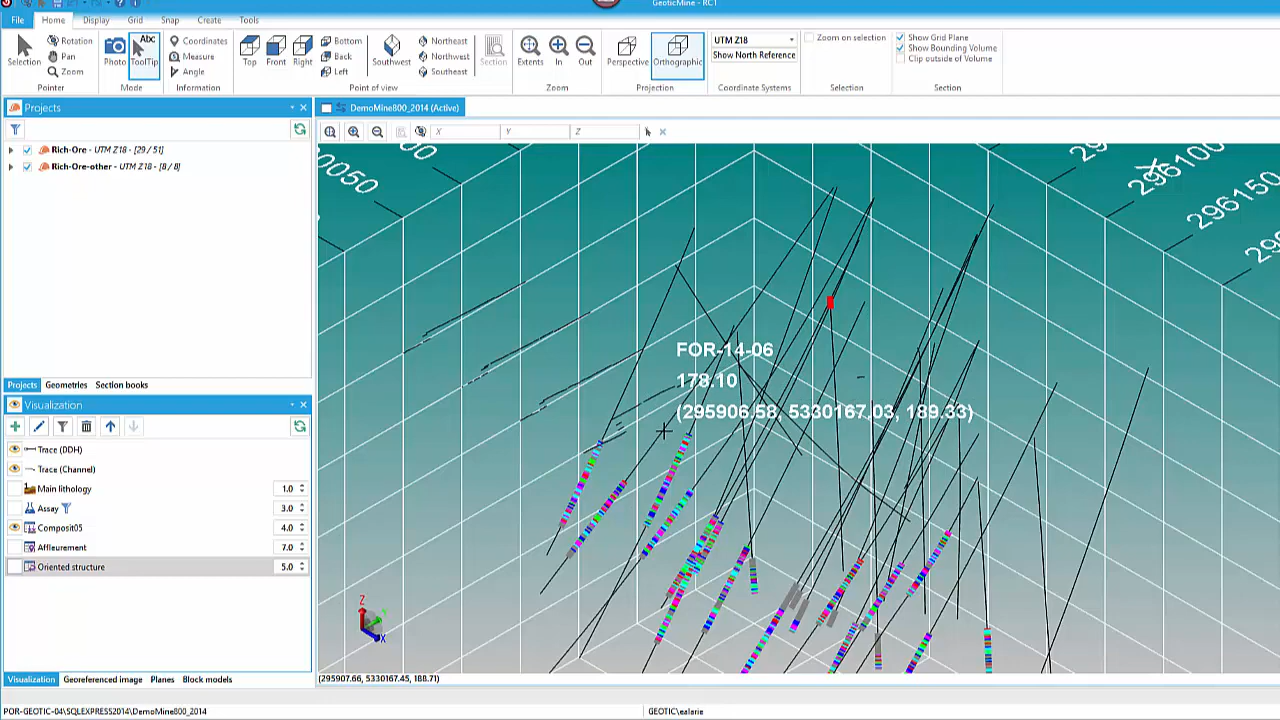 GeoticMine - RC1
File Home Display Grid Snap Create Tools
Selection
Rotation
Pan
Zoom
Pointer
Photo
Abc
ToolTip
Mode
Coordinates
Measure
Angle
Information
Top
Front
Right
Bottom
Back
Left
Southwest
Northeast
Northwest
Southeast
Point of view
Section
Extents
In
Out
Zoom
Perspective
Orthographic
Projection
UTM Z18
Show North Reference
Coordinate Systems
Zoom on selection
Selection
Show Grid Plane
Show Bounding Volume
Clip outside of Volume
Section
Projects
Rich-Ore - UTM Z18 - [29 / 51]
Rich-Ore-other - UTM Z18 - [8 / 8]
Projects Geometries Section books
Visualization
Trace (DDH)
Trace (Channel)
Main lithology 1.0
Assay 3.0
Composit05 4.0
Affleurement 7.0
Oriented structure 5.0
Visualization Georeferenced image Planes Block models
DemoMine800_2014 (Active)
X Y Z
296100
296150
FOR-14-06
178.10
(295906.58, 5330167.03, 189.33)
Z
Y
X
(295907.66, 5330167.45, 188.71)
POR-GEOTIC-04\SQLEXPRESS2014\DemoMine800_2014
GEOTIC\ealarie